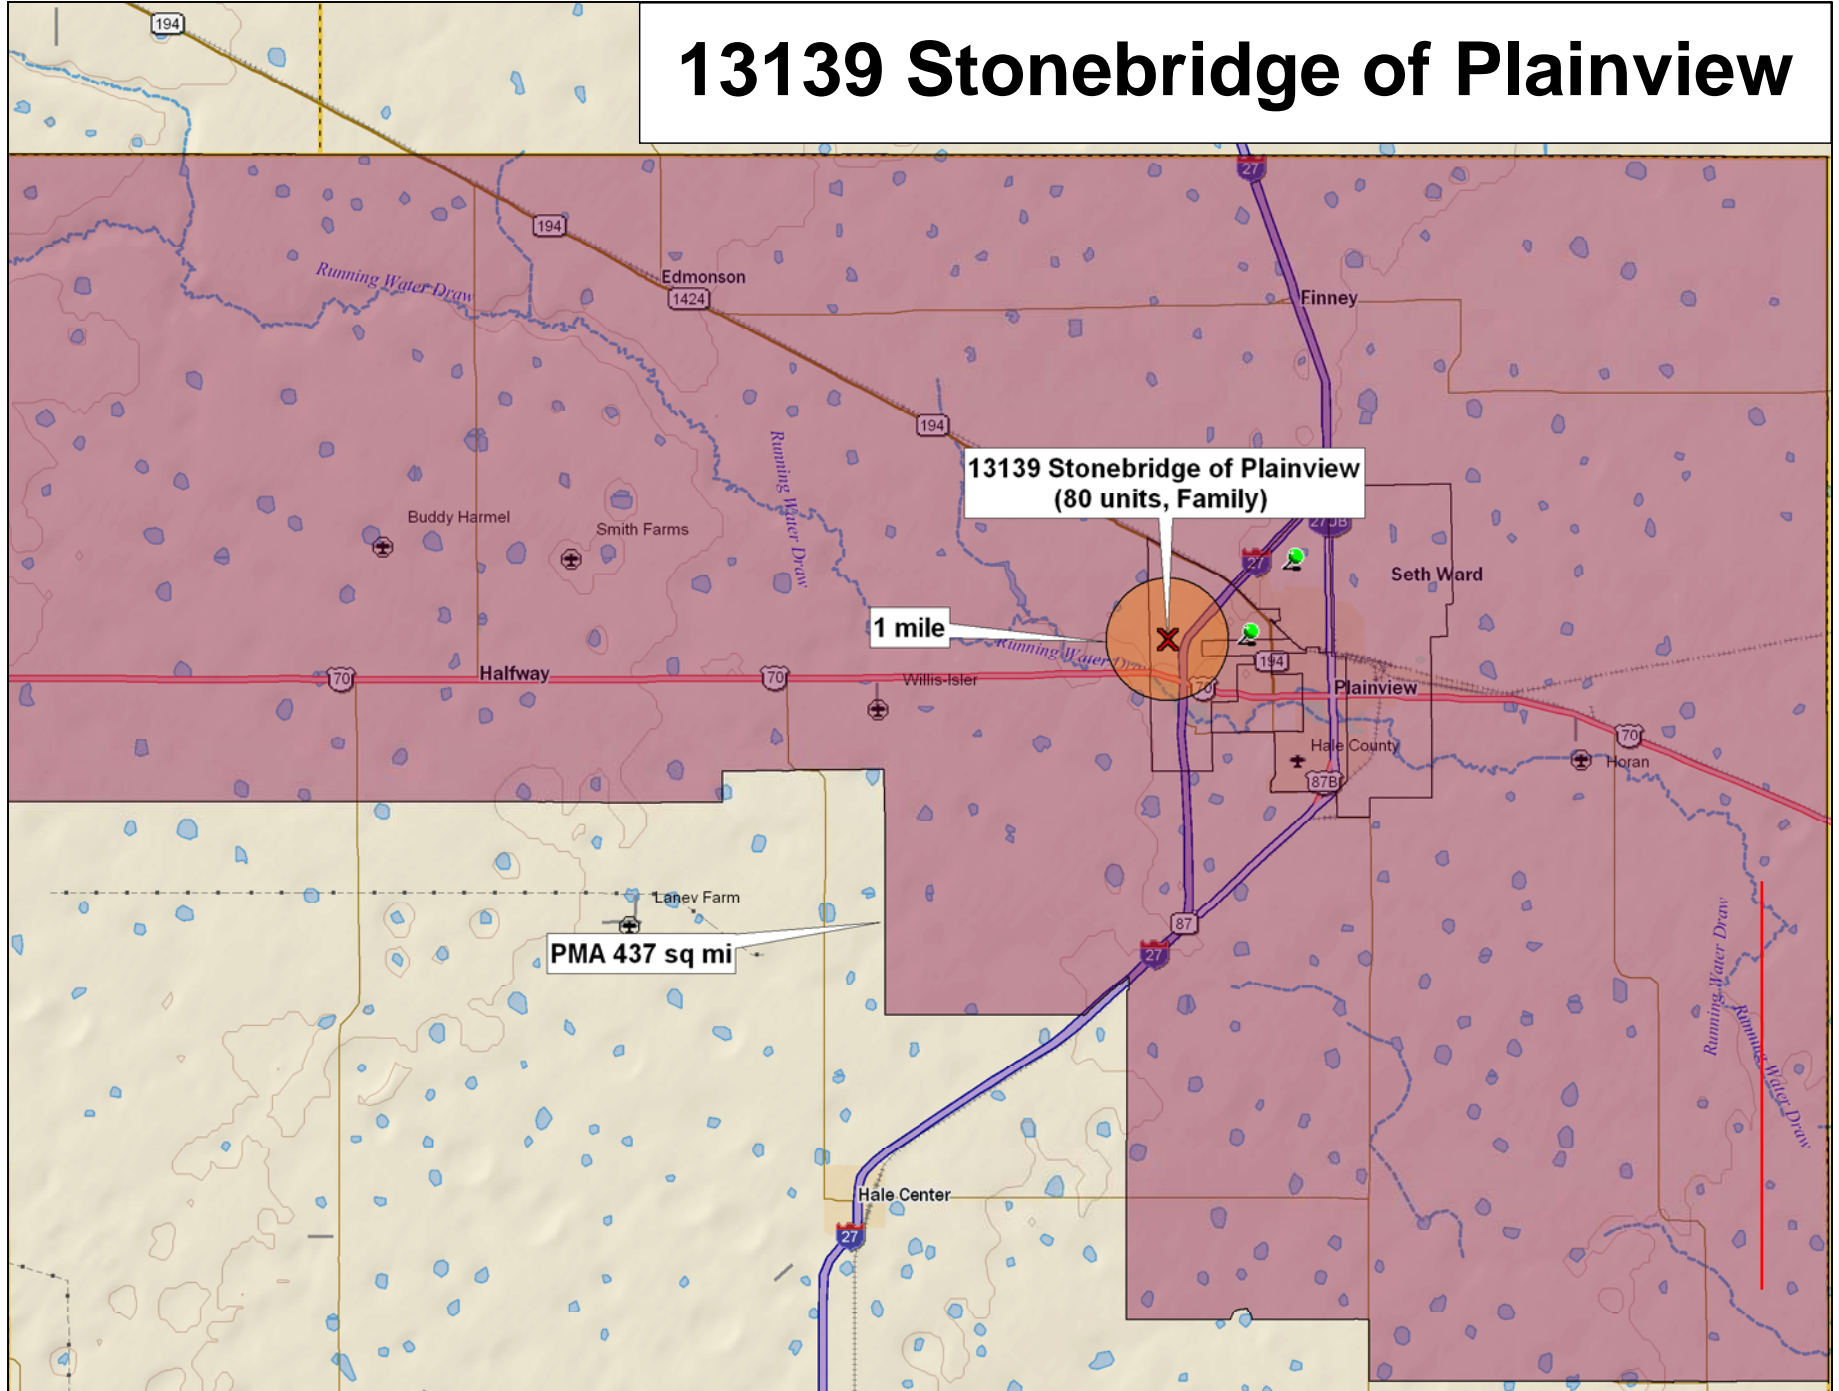 194
13139 Stonebridge of Plainview
27
194
Running Water Draw
Edmonson
1424
Finney
194
Running Water Draw
13139 Stonebridge of Plainview
(80 units, Family)
Buddy Harmel
Smith Farms
27
Seth Ward
1 mile
Running Water Draw
194
70
Halfway
70
Willis-Isler
70
Plainview
70
Hale County
Horan
87B
Laney Farm
87
PMA 437 sq mi
27
Running Water Draw
Running Water Draw
Hale Center
27